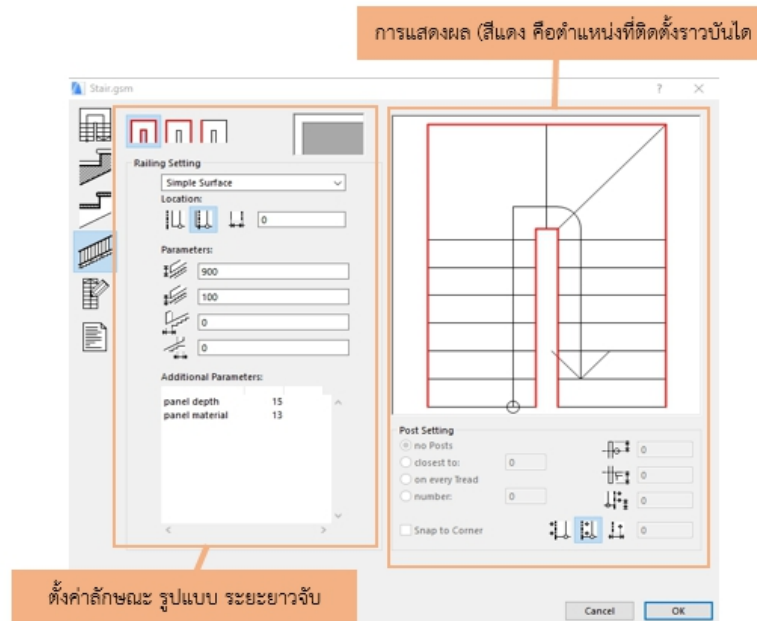 การแสดงผล (สีแดง คือตำแหน่งที่ติดตั้งราวบันได
Stair.gsm
? ×
Railing Setting
Simple Surface
Location:
0
Parameters:
900
100
0
0
Additional Parameters:
panel depth 15
panel material 13
Post Setting
no Posts 0
closest to: 0
on every Tread 0
number: 0 0
Snap to Corner 0
ตั้งค่าลักษณะ รูปแบบ ระยะยาวจับ
Cancel OK